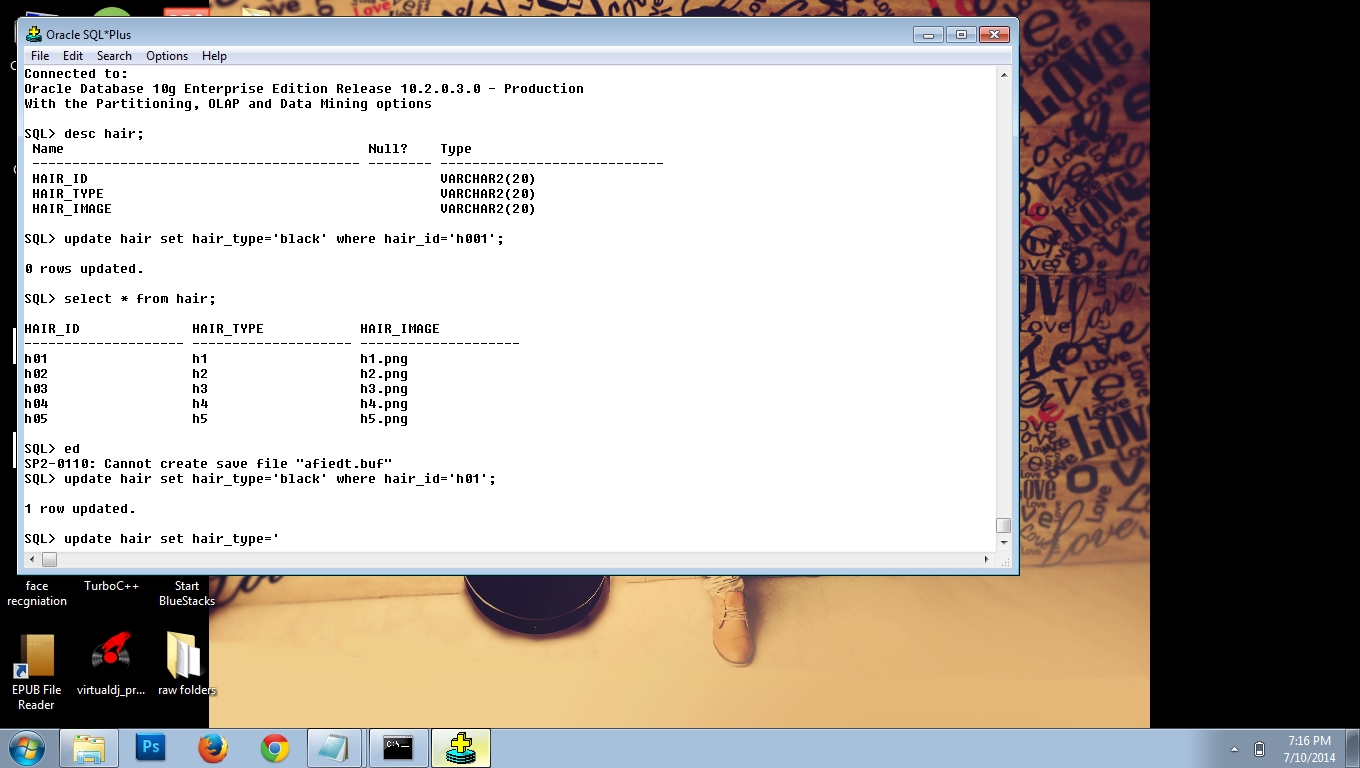 Oracle SQL*Plus
File Edit Search Options Help
Connected to:
Oracle Database 10g Enterprise Edition Release 10.2.0.3.0 - Production
With the Partitioning, OLAP and Data Mining options
SQL> desc hair;
Name Null? Type
----------------------------------------- -------- ----------------------------
HAIR_ID VARCHAR2(20)
HAIR_TYPE VARCHAR2(20)
HAIR_IMAGE VARCHAR2(20)
SQL> update hair set hair_type='black' where hair_id='h001';
0 rows updated.
SQL> select * from hair;
HAIR_ID HAIR_TYPE HAIR_IMAGE
-------------------- -------------------- --------------------
h01 h1 h1.png
h02 h2 h2.png
h03 h3 h3.png
h04 h4 h4.png
h05 h5 h5.png
SQL> ed
SP2-0110: Cannot create save file "afiedt.buf"
SQL> update hair set hair_type='black' where hair_id='h01';
1 row updated.
SQL> update hair set hair_type='
face recgniation
TurboC++
Start BlueStacks
EPUB File Reader
virtualdj_pr...
raw folders
Love
LOVE
Love
Love
Love
Ps
C:\
7:16 PM
7/10/2014